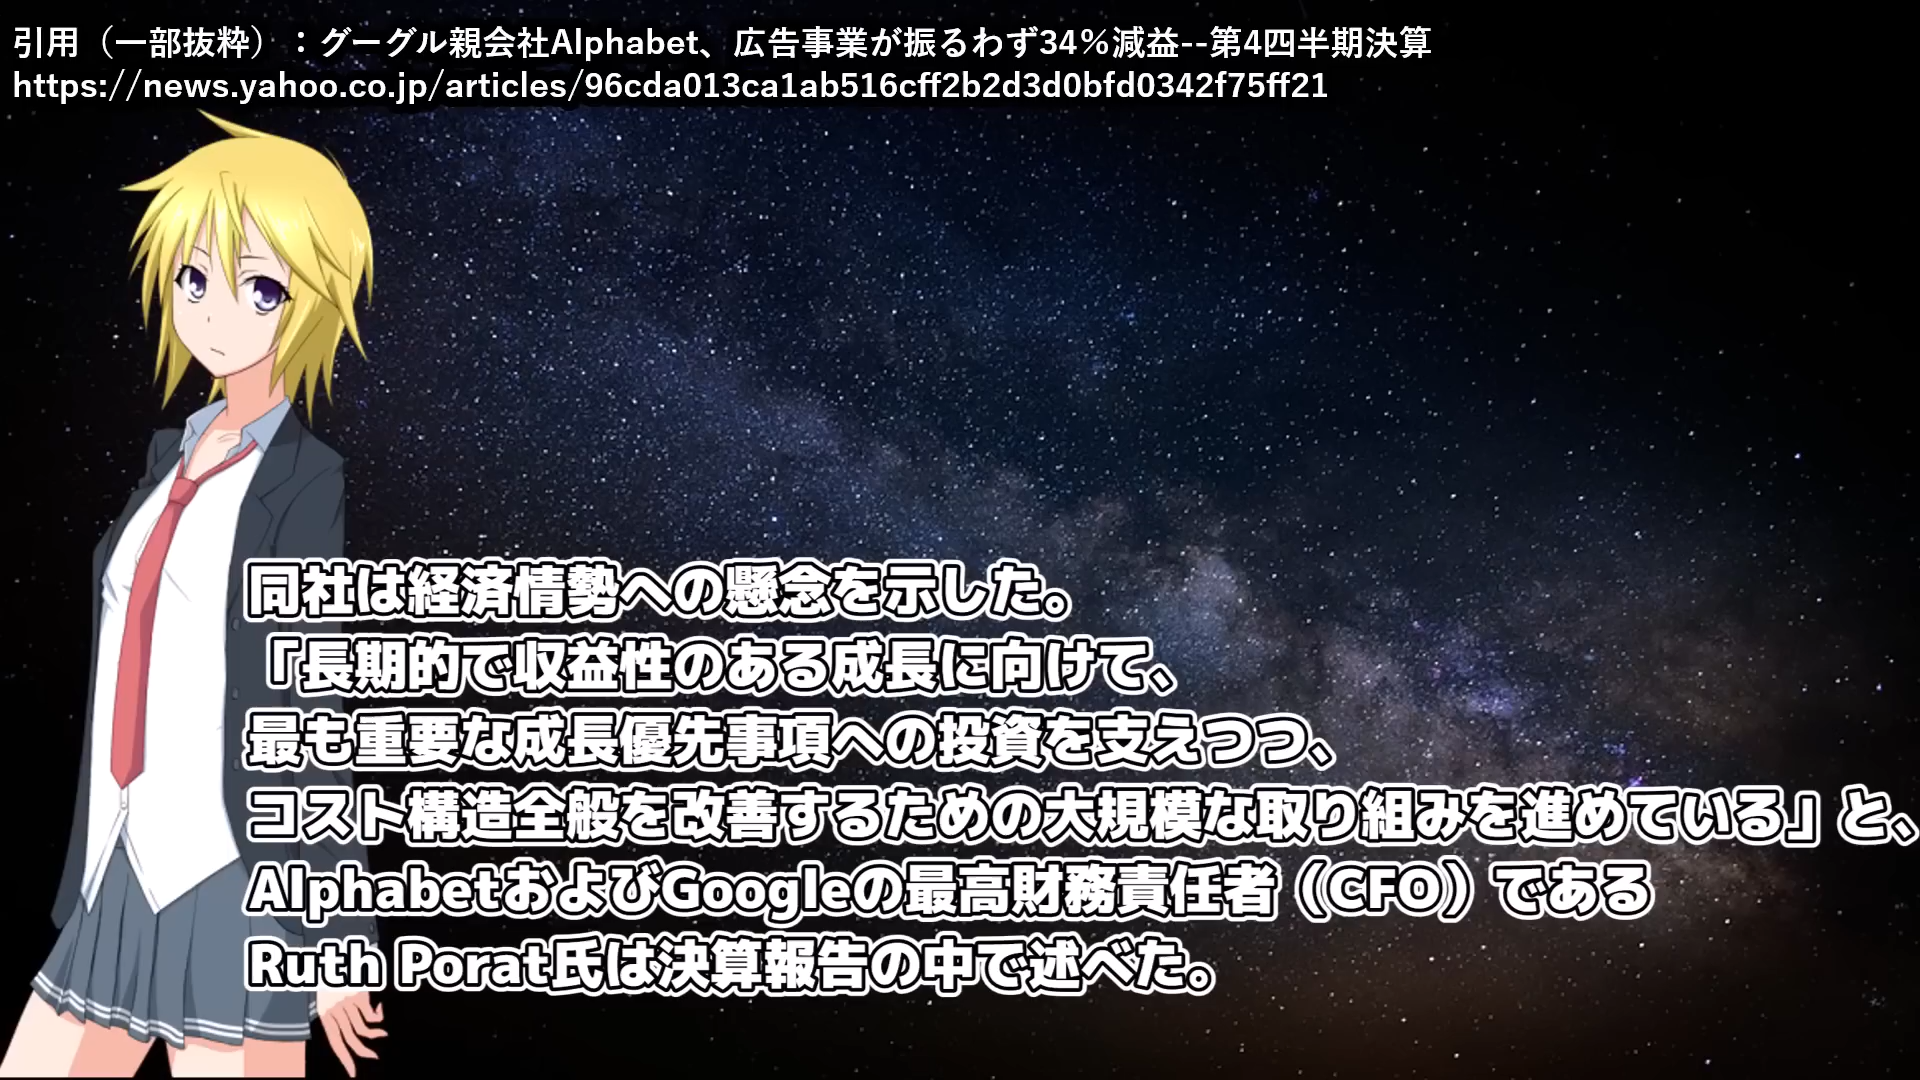 引用（一部抜粋）：グーグル親会社Alphabet、広告事業が振るわず34％減益--第4四半期決算
https://news.yahoo.co.jp/articles/96cda013ca1ab516cff2b2d3d0bfd0342f75ff21
同社は経済情勢への懸念を示した。
「長期的で収益性のある成長に向けて、
最も重要な成長優先事項への投資を支えつつ、
コスト構造全般を改善するための大規模な取り組みを進めている」と、
AlphabetおよびGoogleの最高財務責任者（CFO）である
Ruth Porat氏は決算報告の中で述べた。